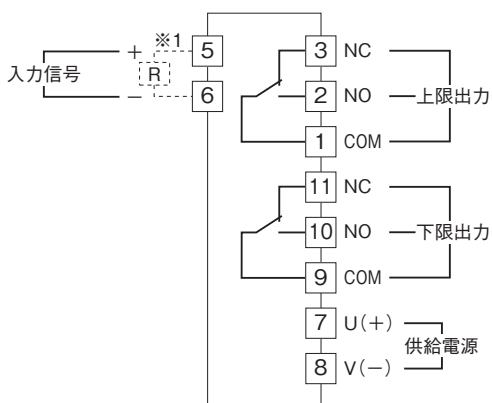 ※1
入力信号
+
R
−
5
6
3 NC
2 NO
1 COM
上限出力
11 NC
10 NO
9 COM
下限出力
7 U(+)
8 V(−)
供給電源